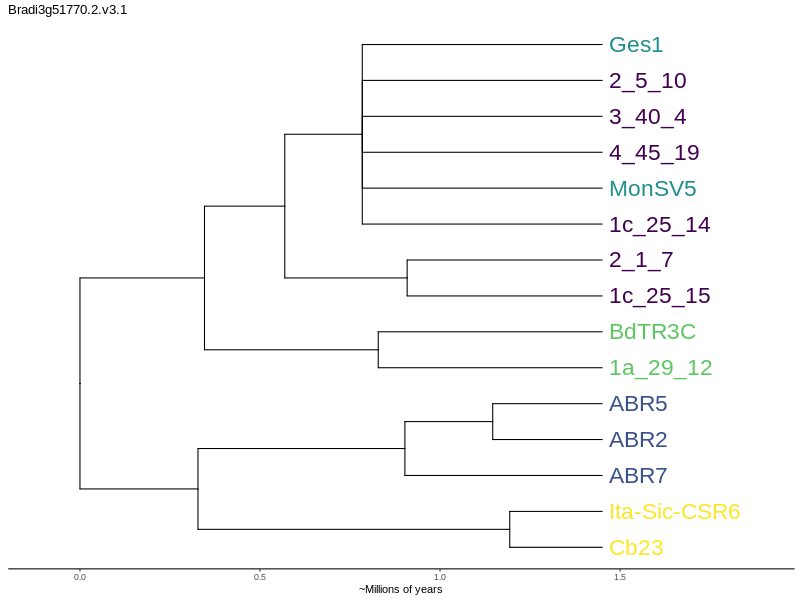 Bradi3g51770.2.v3.1
Ges1
2_5_10
3_40_4
4_45_19
MonSV5
1c_25_14
2_1_7
1c_25_15
BdTR3C
1a_29_12
ABR5
ABR2
ABR7
Ita-Sic-CSR6
Cb23
0.0 0.5 1.0 1.5
~Millions of years